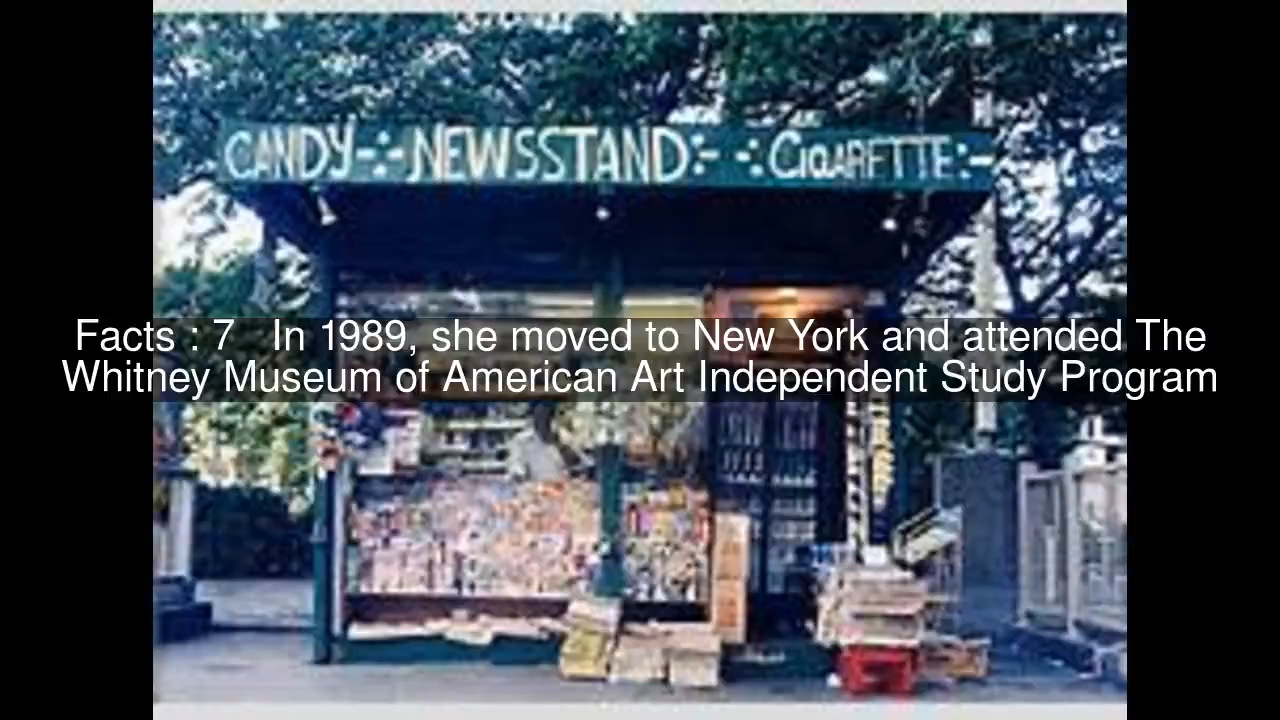 CANDY-:-NEWSSTAND:- -:CIGARETTE:-
Facts : 7 In 1989, she moved to New York and attended The
Whitney Museum of American Art Independent Study Program